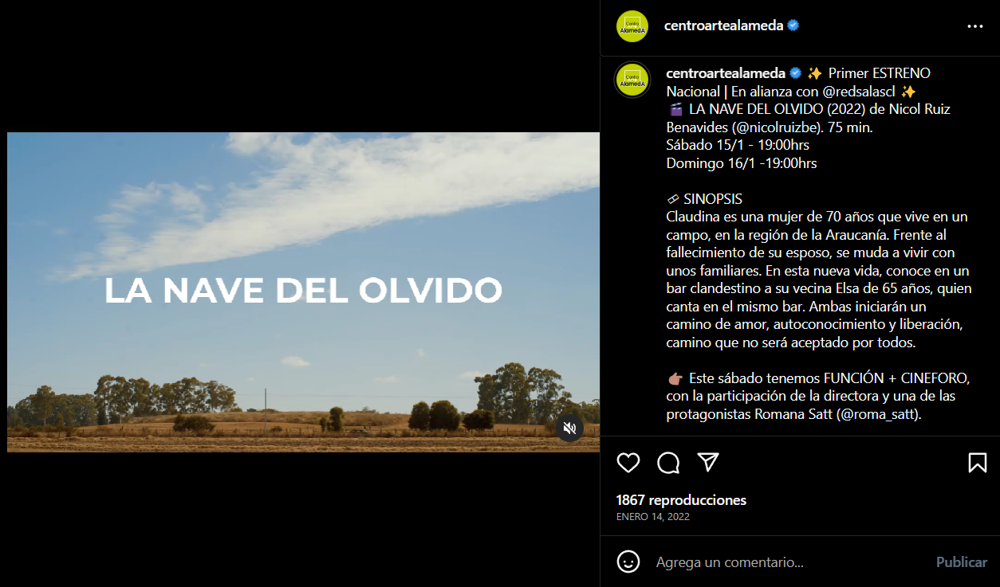 LA NAVE DEL OLVIDO
Centro
AlamedA
centroartealameda
Centro
AlamedA
centroartealameda ✨ Primer ESTRENO
Nacional | En alianza con @redsalascl ✨
🎬 LA NAVE DEL OLVIDO (2022) de Nicol Ruiz
Benavides (@nicolruizbe). 75 min.
Sábado 15/1 - 19:00hrs
Domingo 16/1 -19:00hrs
SINOPSIS
Claudina es una mujer de 70 años que vive en un
campo, en la región de la Araucanía. Frente al
fallecimiento de su esposo, se muda a vivir con
unos familiares. En esta nueva vida, conoce en un
bar clandestino a su vecina Elsa de 65 años, quien
canta en el mismo bar. Ambas iniciarán un
camino de amor, autoconocimiento y liberación,
camino que no será aceptado por todos.
👉🏽 Este sábado tenemos FUNCIÓN + CINEFORO,
con la participación de la directora y una de las
protagonistas Romana Satt (@roma_satt).
1867 reproducciones
ENERO 14, 2022
Agrega un comentario...
Publicar